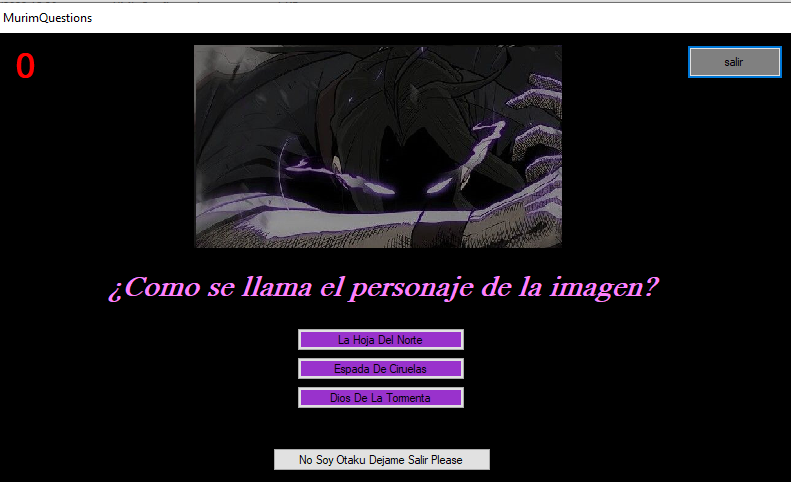 MurimQuestions
0
salir
¿Como se llama el personaje de la imagen?
La Hoja Del Norte
Espada De Ciruelas
Dios De La Tormenta
No Soy Otaku Dejame Salir Please